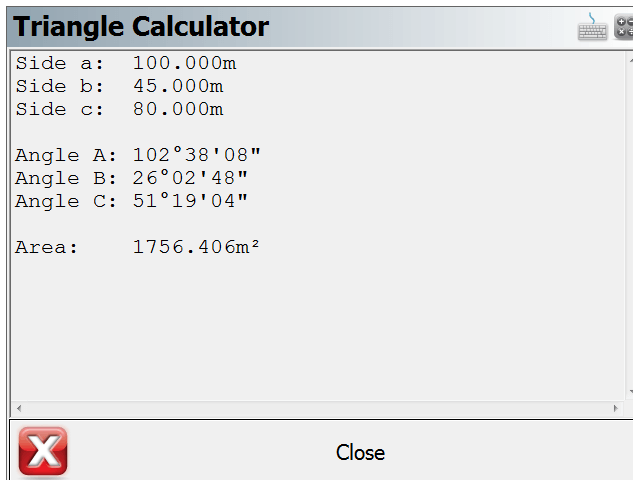 Triangle Calculator
Side a: 100.000m
Side b: 45.000m
Side c: 80.000m
Angle A: 102°38'08"
Angle B: 26°02'48"
Angle C: 51°19'04"
Area: 1756.406m²
Close